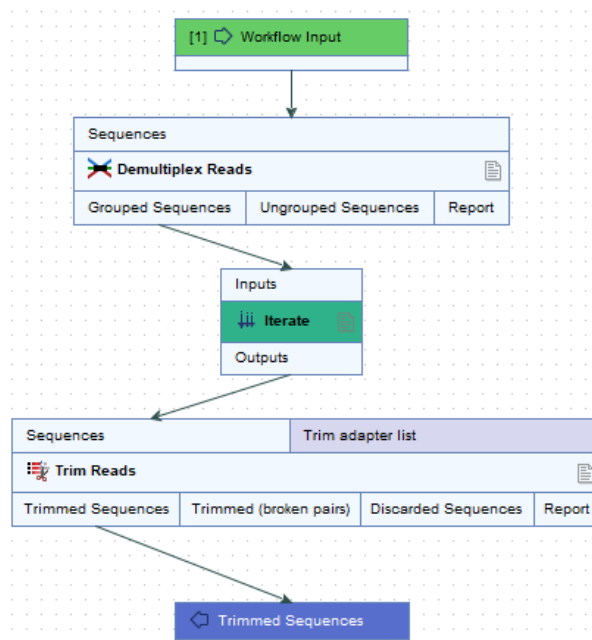 [1] Workflow Input
Sequences
Demultiplex Reads
Grouped Sequences Ungrouped Sequences Report
Inputs
Iterate
Outputs
Sequences Trim adapter list
Trim Reads
Trimmed Sequences Trimmed (broken pairs) Discarded Sequences Report
Trimmed Sequences